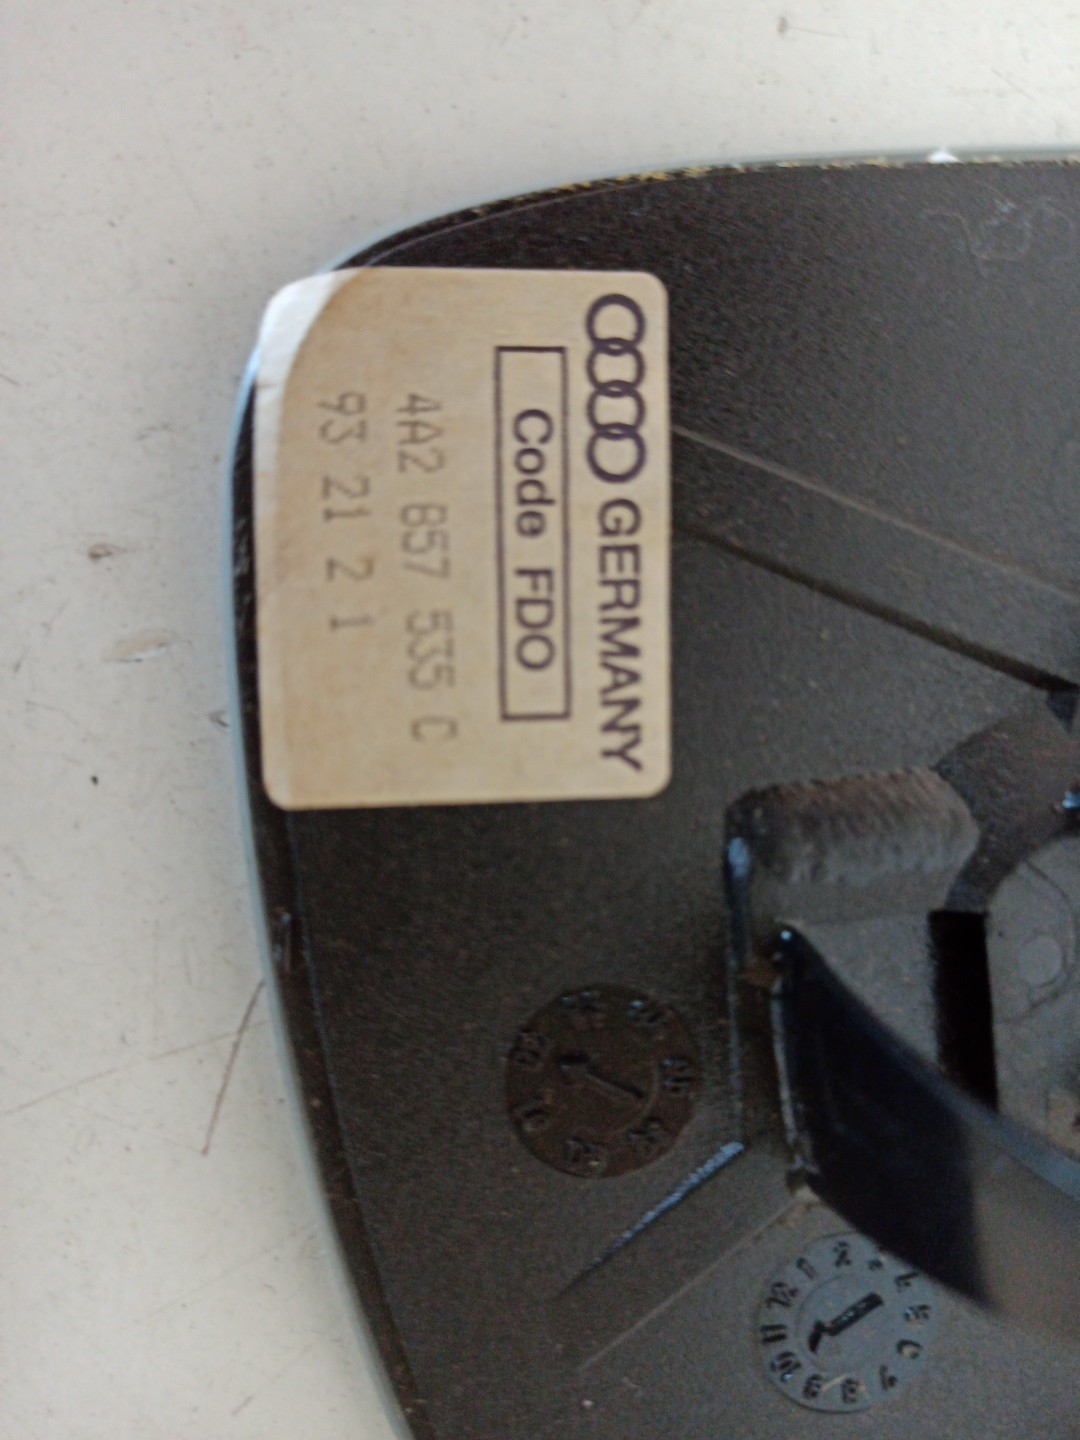 GERMANY
Code FDO
4A2 857 535 C
93 21 2 1